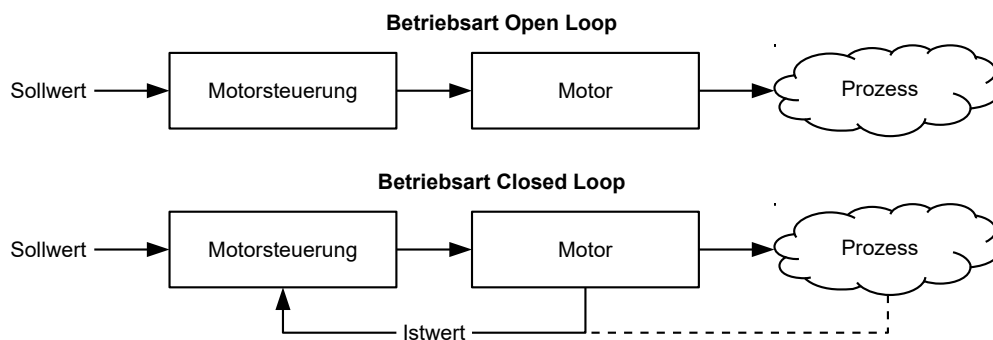 Betriebsart Open Loop
Sollwert
Motorsteuerung
Motor
Prozess
Betriebsart Closed Loop
Sollwert
Motorsteuerung
Motor
Prozess
Istwert